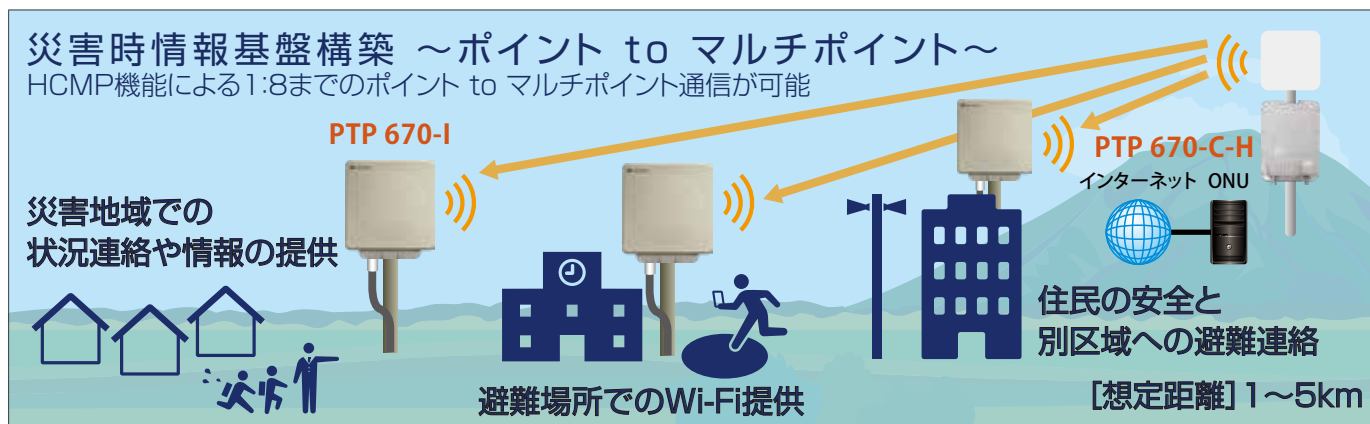 災害時情報基盤構築 ～ポイント to マルチポイント～
HCMP機能による1:8までのポイント to マルチポイント通信が可能
PTP 670-I
PTP 670-C-H
インターネット ONU
災害地域での
状況連絡や情報の提供
避難場所でのWi-Fi提供
住民の安全と
別区域への避難連絡
[想定距離] 1～5km